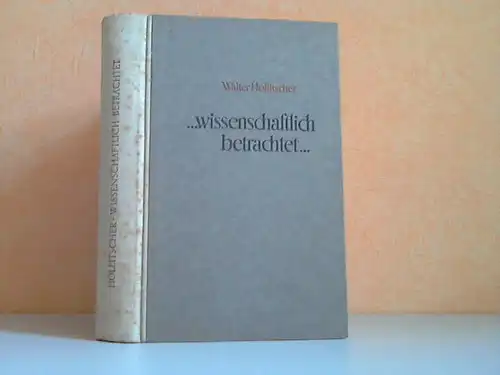 Walter Hollitscher
...wissenschaftlich
betrachtet...
HOLLITSCHER · WISSENSCHAFTLICH BETRACHTET